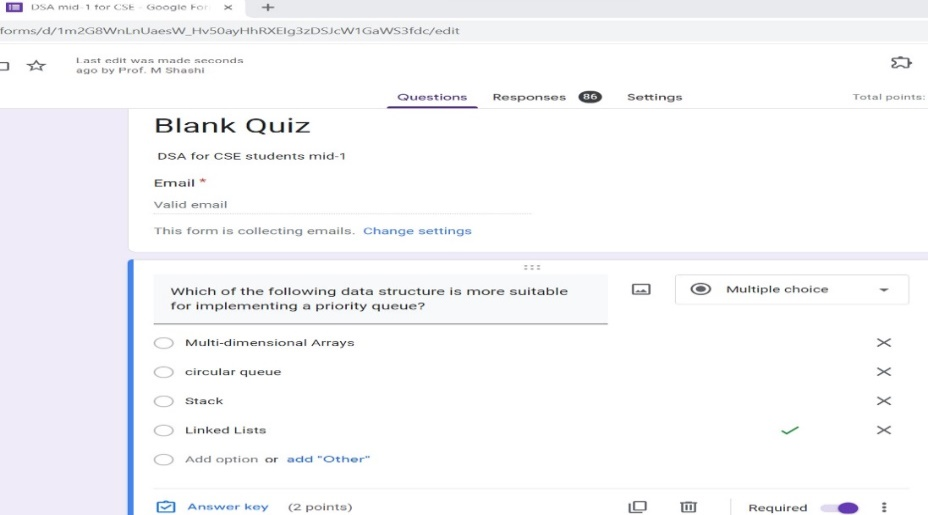 DSA mid-1 for CSE - Google For
forms/d/1m2G8WnLnUaesW_Hv50ayHhRXEIg3zDSJcW1GaWS3fdc/edit
Last edit was made seconds
ago by Prof. M Shashi
Questions Responses 86 Settings Total points:
Blank Quiz
DSA for CSE students mid-1
Email *
Valid email
This form is collecting emails. Change settings
Which of the following data structure is more suitable
for implementing a priority queue?
Multiple choice
Multi-dimensional Arrays
circular queue
Stack
Linked Lists
Add option or add "Other"
Answer key (2 points) Required